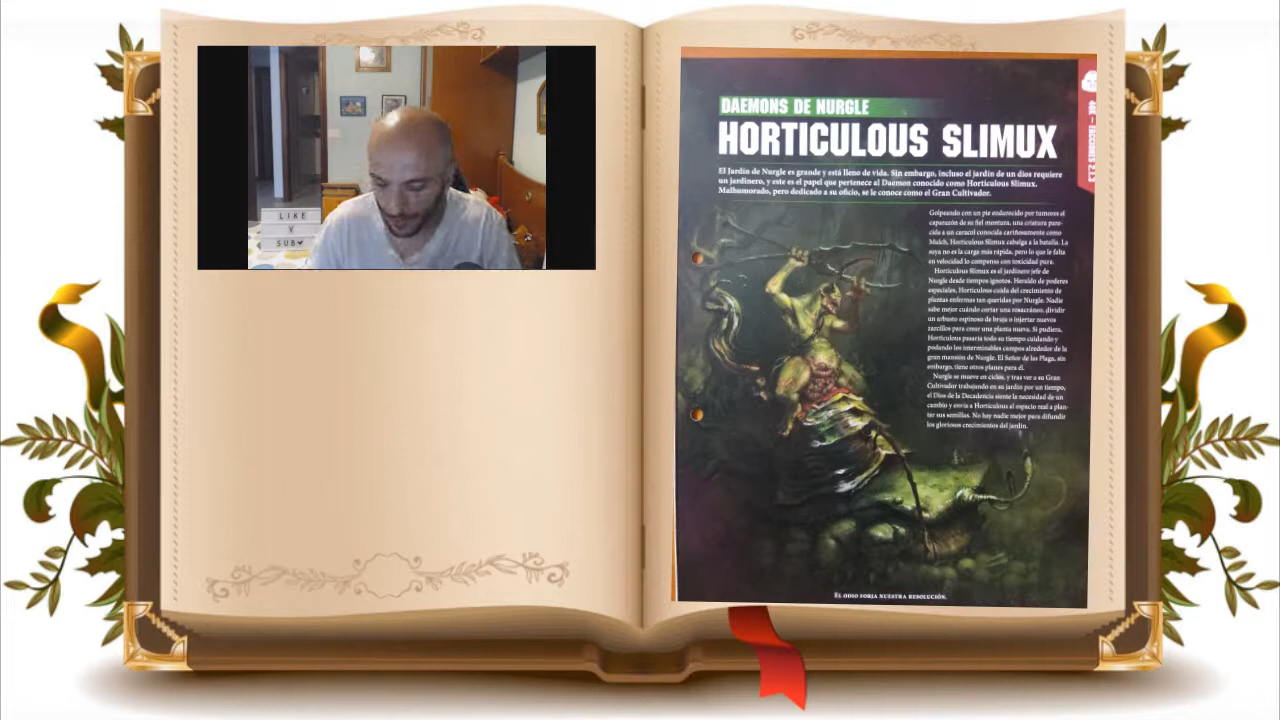 LIKE
Y
SUB♥
DAEMONS DE NURGLE
HORTICULOUS SLIMUX
El Jardín de Nurgle es grande y está lleno de vida. Sin embargo, incluso el jardín de un dios requiere
un jardinero, y este es el papel que pertenece al Daemon conocido como Horticulous Slimux.
Malhumorado, pero dedicado a su oficio, se le conoce como el Gran Cultivador.
Golpeando con un pie endurecido por tumores el
caparazón de su fiel montura, una criatura pare-
cida a un caracol conocida cariñosamente como
Mulch, Horticulous Slimux cabalga a la batalla. La
suya no es la carga más rápida, pero lo que le falta
en velocidad lo compensa con toxicidad pura.
Horticulous Slimux es el jardinero jefe de
Nurgle desde tiempos ignotos. Heraldo de poderes
especiales, Horticulous cuida del crecimiento de
plantas enfermas tan queridas por Nurgle. Nadie
sabe mejor cuándo cortar una rosacráneo, dividir
un arbusto espinoso de bruja o injertar nuevos
zarcillos para crear una planta nueva. Si pudiera,
Horticulous pasaría todo su tiempo cuidando y
podando los interminables campos alrededor de la
gran mansión de Nurgle. El Señor de las Plaga, sin
embargo, tiene otros planes para él.
Nurgle se mueve en ciclos, y tras ver a su Gran
Cultivador trabajando en su jardín por un tiempo,
el Dios de la Decadencia siente la necesidad de un
cambio y envía a Horticulous al espacio real a plan-
ter sus semillas. No hay nadie mejor para difundir
los gloriosos crecimientos del jardín.
EL ODIO FORJA NUESTRA RESOLUCIÓN.